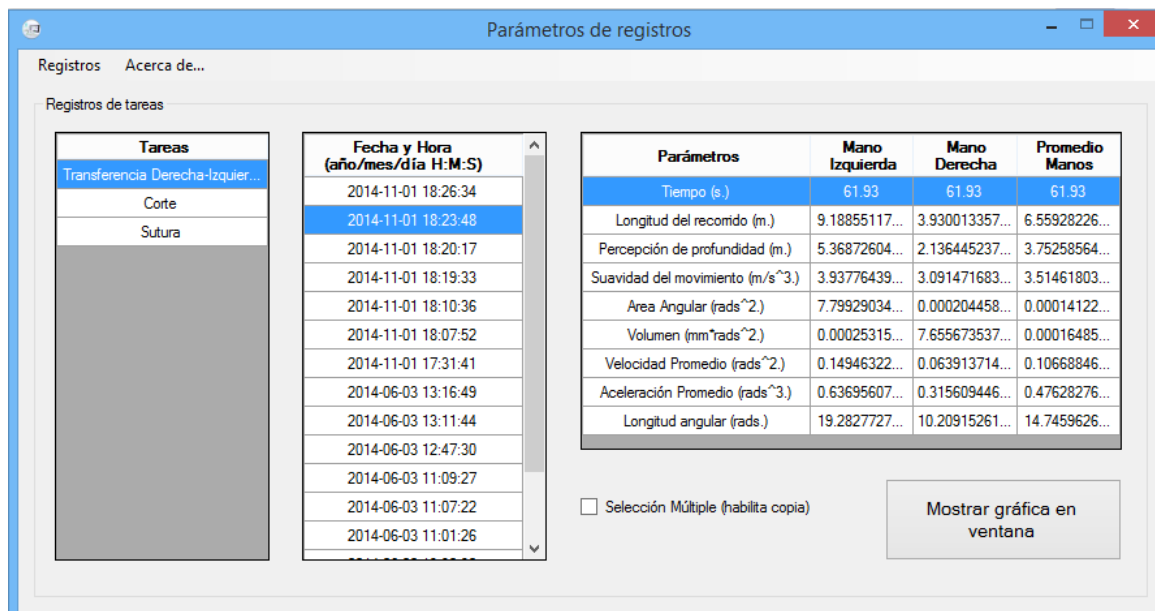 Parámetros de registros
Registros Acerca de...
Registros de tareas
Tareas
Transferencia Derecha-Izquier...
Corte
Sutura
Fecha y Hora
(año/mes/día H:M:S)
2014-11-01 18:26:34
2014-11-01 18:23:48
2014-11-01 18:20:17
2014-11-01 18:19:33
2014-11-01 18:10:36
2014-11-01 18:07:52
2014-11-01 17:31:41
2014-06-03 13:16:49
2014-06-03 13:11:44
2014-06-03 12:47:30
2014-06-03 11:09:27
2014-06-03 11:07:22
2014-06-03 11:01:26
Parámetros Mano Izquierda Mano Derecha Promedio Manos
Tiempo (s.) 61.93 61.93 61.93
Longitud del recorrido (m.) 9.18855117... 3.930013357... 6.55928226...
Percepción de profundidad (m.) 5.36872604... 2.136445237... 3.75258564...
Suavidad del movimiento (m/s^3.) 3.93776439... 3.091471683... 3.51461803...
Area Angular (rads^2.) 7.79929034... 0.000204458... 0.00014122...
Volumen (mm*rads^2.) 0.00025315... 7.655673537... 0.00016485...
Velocidad Promedio (rads^2.) 0.14946322... 0.063913714... 0.10668846...
Aceleración Promedio (rads^3.) 0.63695607... 0.315609446... 0.47628276...
Longitud angular (rads.) 19.2827727... 10.20915261... 14.7459626...
Selección Múltiple (habilita copia)
Mostrar gráfica en
ventana